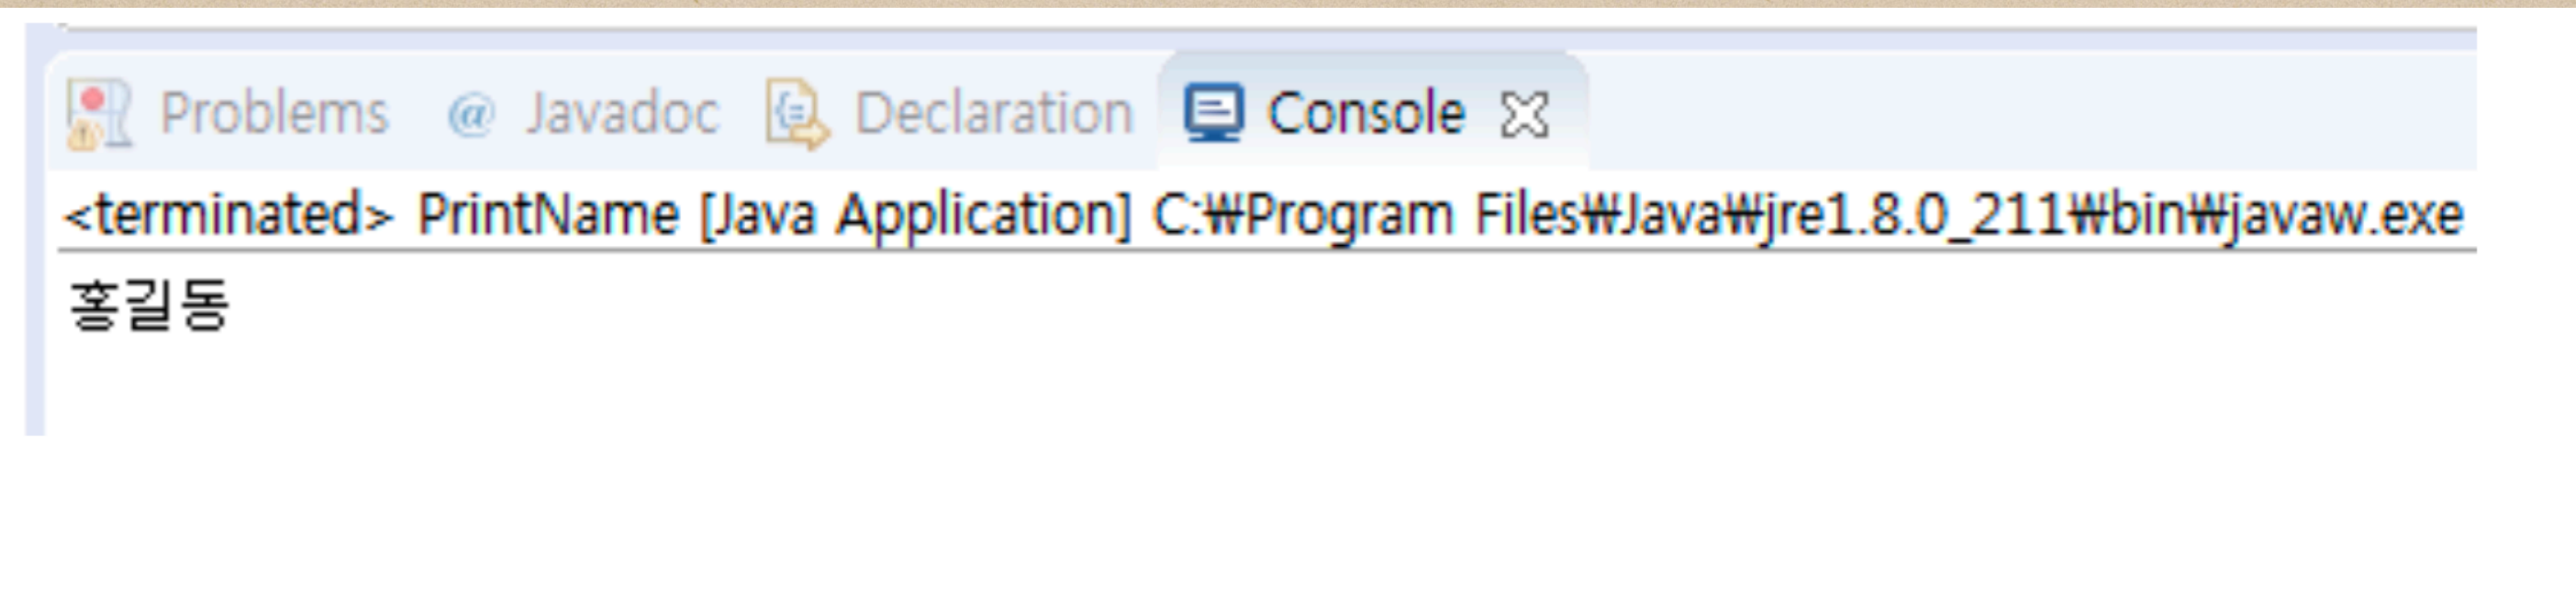 Problems @ Javadoc Declaration Console
<terminated> PrintName [Java Application] C:₩Program Files₩Java₩jre1.8.0_211₩bin₩javaw.exe
홍길동